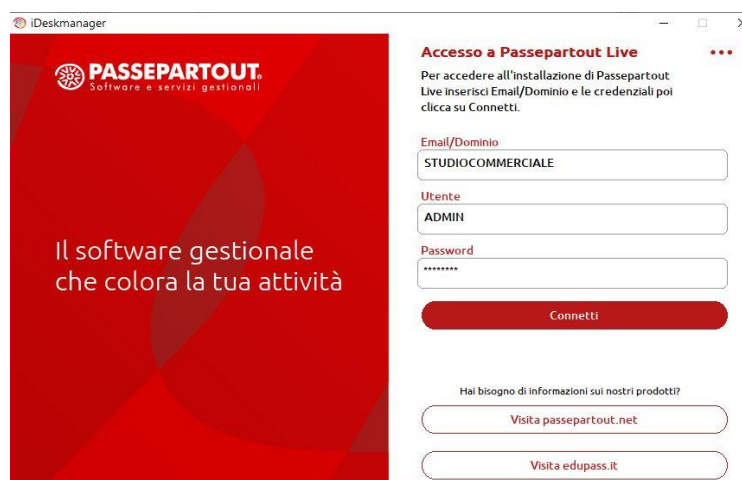 iDeskmanager
PASSEPARTOUT.
Software e servizi gestionali
Il software gestionale
che colora la tua attività
Accesso a Passepartout Live
Per accedere all'installazione di Passepartout
Live inserisci Email/Dominio e le credenziali poi
clicca su Connetti.
Email/Dominio
STUDIOCOMMERCIALE
Utente
ADMIN
Password
********
Connetti
Hai bisogno di informazioni sui nostri prodotti?
Visita passepartout.net
Visita edupass.it